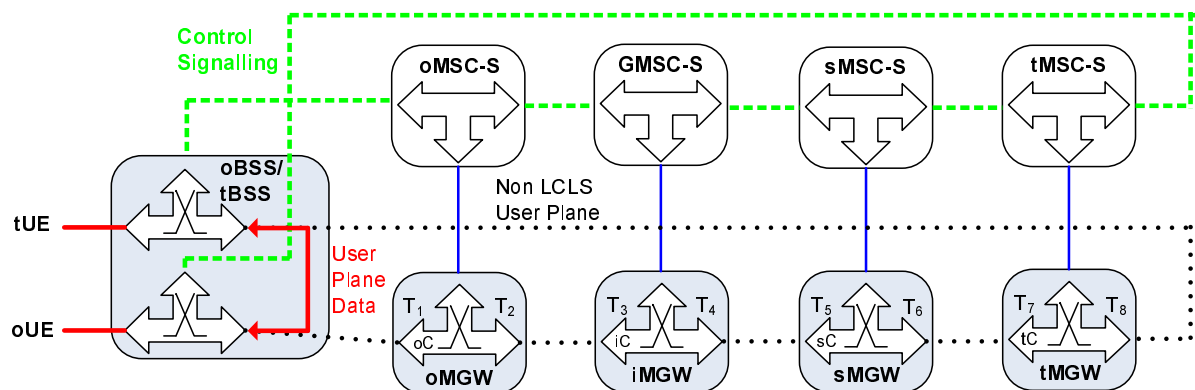 Control
Signalling
oMSC-S
GMSC-S
sMSC-S
tMSC-S
oBSS/
tBSS
Non LCLS
User Plane
tUE
User
Plane
Data
oUE
T1
T2
oC
oMGW
T3
T4
iC
iMGW
T5
T6
sC
sMGW
T7
T8
tC
tMGW